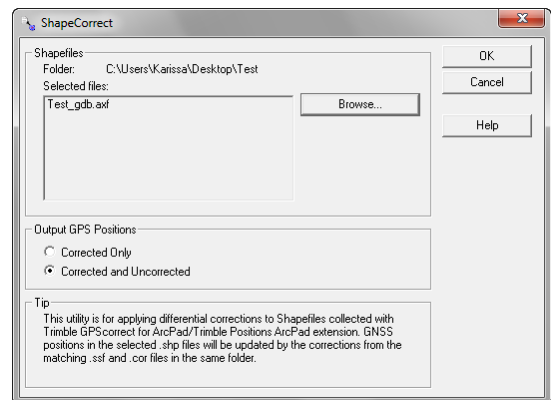 ShapeCorrect
Shapefiles
Folder: C:\Users\Karissa\Desktop\Test
Selected files:
Test_gdb.axf
Browse...
OK
Cancel
Help
Output GPS Positions
Corrected Only
Corrected and Uncorrected
Tip
This utility is for applying differential corrections to Shapefiles collected with
Trimble GPScorrect for ArcPad/Trimble Positions ArcPad extension. GNSS
positions in the selected .shp files will be updated by the corrections from the
matching .ssf and .cor files in the same folder.